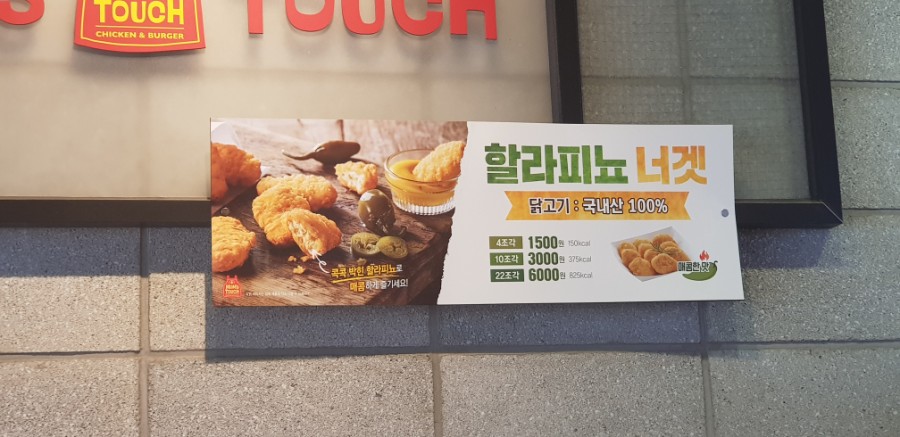 S TOUCH
TOUCH
CHICKEN & BURGER
할라피뇨 너겟
닭고기 : 국내산 100%
4조각 1500원 150kcal
10조각 3000원 375kcal
22조각 6000원 825kcal
매콤한 맛
콕콕 박힌 할라피뇨로
매콤하게 즐기세요!
MOM'S
TOUCH